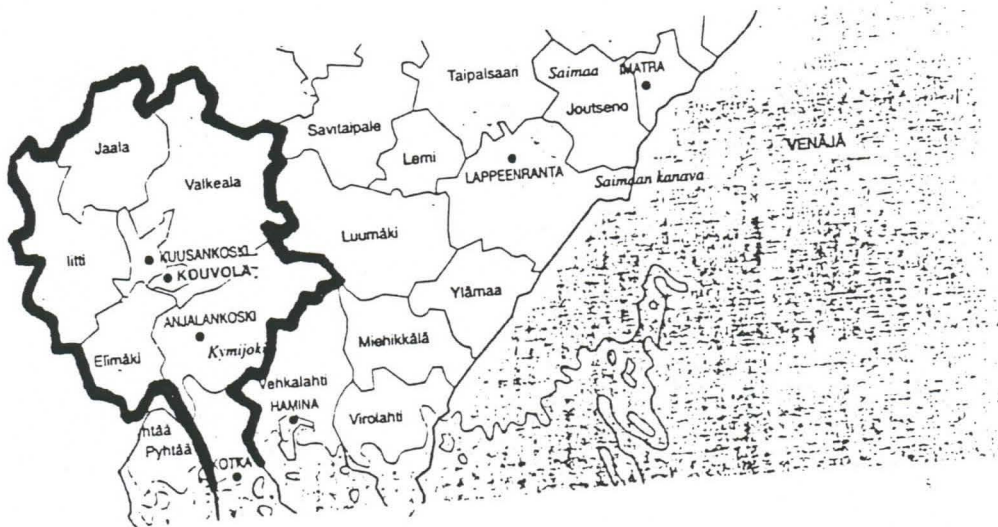 Taipalsaari
Saimaa
IMATRA
Joutseno
Savitaipale
Lemi
LAPPEENRANTA
Saimaan kanava
VENÄJÄ
Jaala
Valkeala
Iitti
KUUSANKOSKI
KOUVOLA
Luumäki
Ylämaa
ANJALANKOSKI
Kymijoki
Elimäki
Miehikkälä
Vehkalahti
HAMINA
Virolahti
htää
Pyhtää
KOTKA